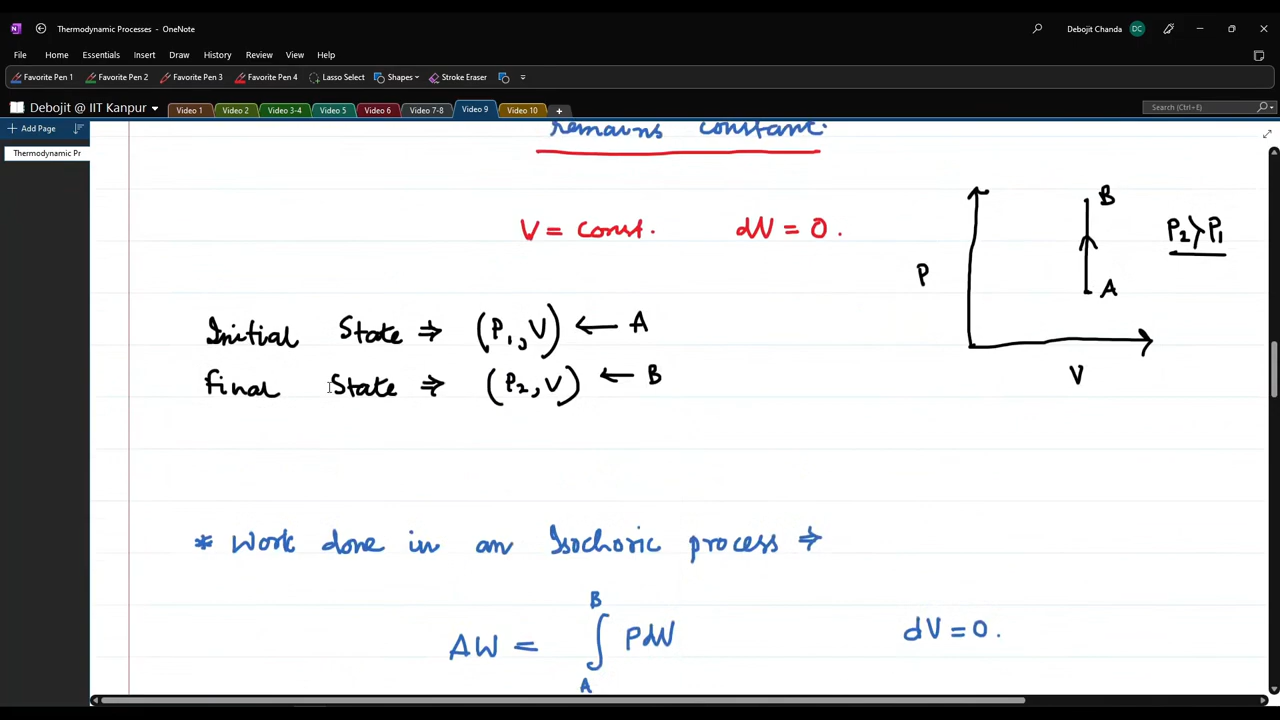 Thermodynamic Processes - OneNote
Debojit Chanda DC
File Home Essentials Insert Draw History Review View Help
Favorite Pen 1 Favorite Pen 2 Favorite Pen 3 Favorite Pen 4 Lasso Select Shapes Stroke Eraser
Debojit @ IIT Kanpur Video 1 Video 2 Video 3-4 Video 5 Video 6 Video 7-8 Video 9 Video 10 + Search (Ctrl+E)
+ Add Page
Thermodynamic Pr
remains constant.
V = const. dV = 0.
B
P₂>P₁
P
A
V
Initial State ⇒ (P₁, V) ← A
final State ⇒ (P₂, V) ← B
* Work done in an Isochoric process ⇒
B
ΔW = ∫ PdV dV = 0.
A